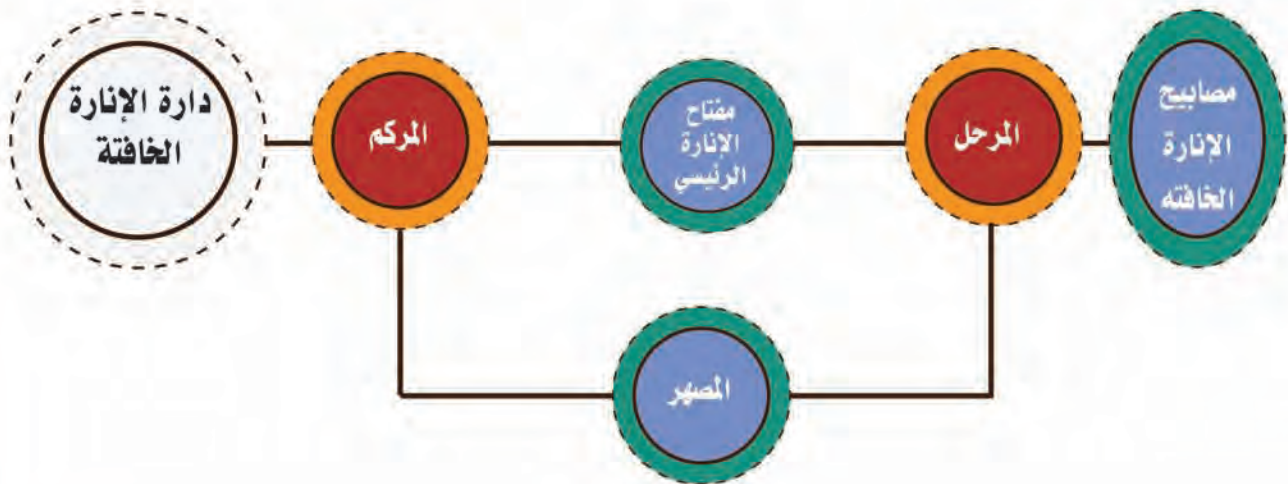 دارة الإنارة
الخافتة
المركم
مفتاح
الإنارة
الرئيسي
المرحل
مصابيح
الإنارة
الخافته
المصهر